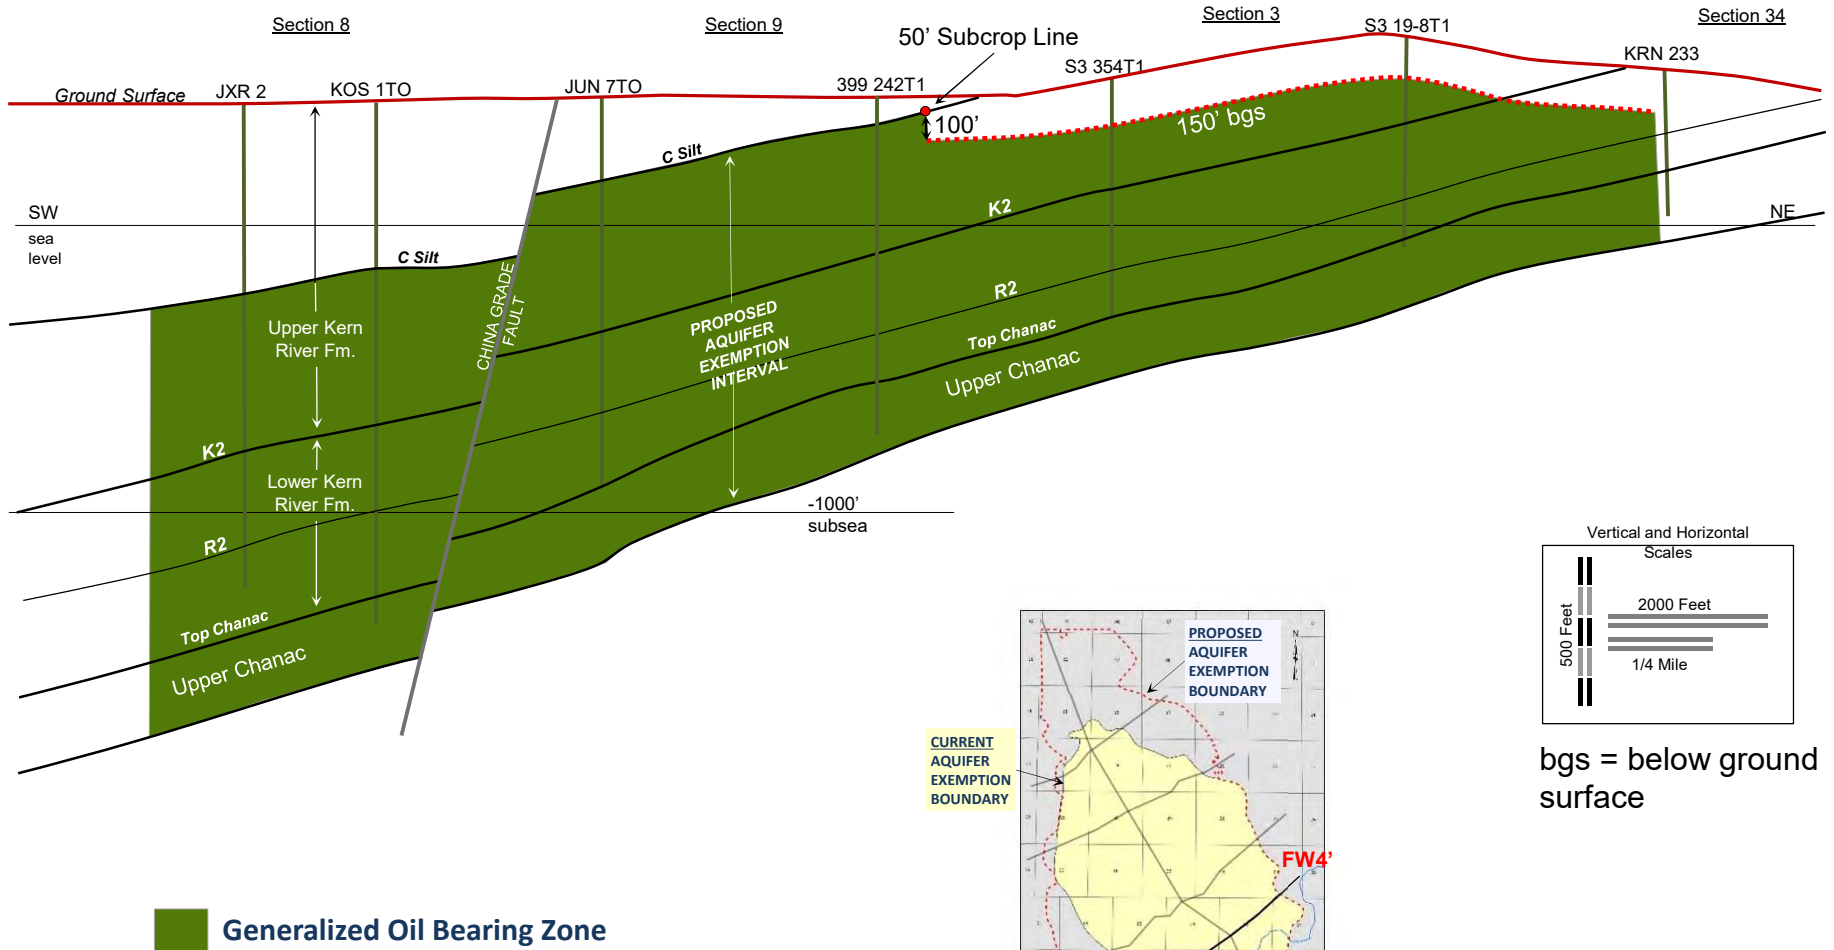 Section 8
Section 9
Section 3
Section 34
50’ Subcrop Line
S3 19-8T1
KRN 233
S3 354T1
Ground Surface
JXR 2
KOS 1TO
JUN 7TO
399 242T1
100’
150’ bgs
C Silt
SW
sea
level
NE
C Silt
K2
R2
CHINA GRADE
FAULT
PROPOSED
AQUIFER
EXEMPTION
INTERVAL
Upper Kern
River Fm.
Top Chanac
Upper Chanac
K2
Lower Kern
River Fm.
R2
-1000’
subsea
Top Chanac
Upper Chanac
Vertical and Horizontal
Scales
500 Feet
2000 Feet
1/4 Mile
bgs = below ground
surface
PROPOSED
AQUIFER
EXEMPTION
BOUNDARY
N
CURRENT
AQUIFER
EXEMPTION
BOUNDARY
FW4’
Generalized Oil Bearing Zone